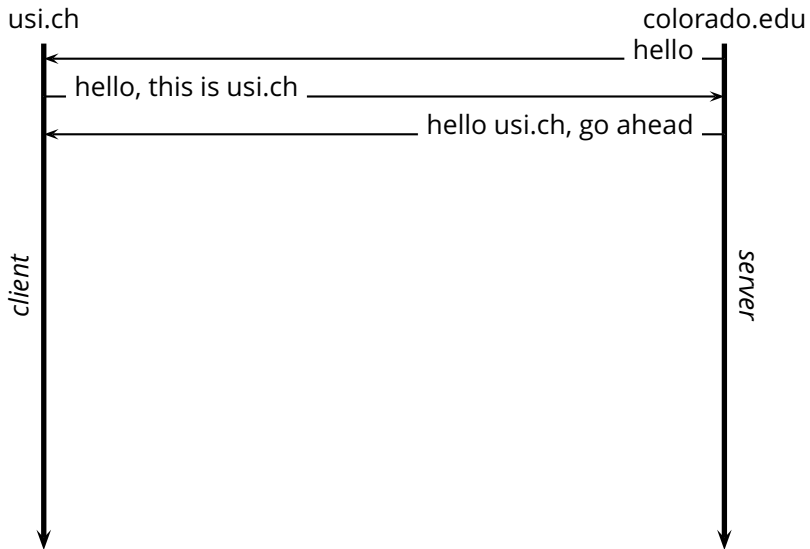 usi.ch
colorado.edu
hello
hello, this is usi.ch
hello usi.ch, go ahead
client
server